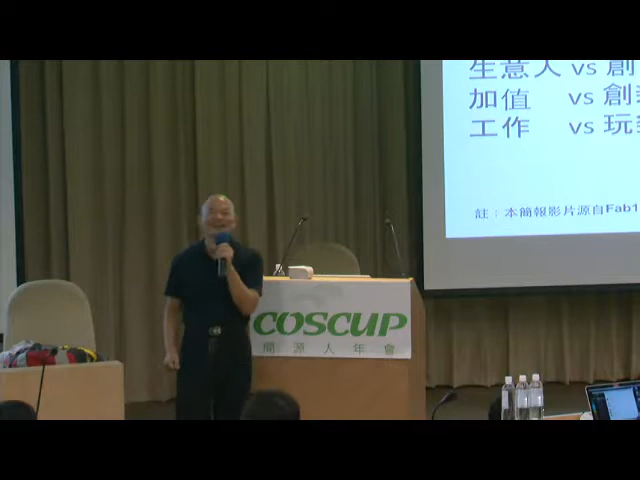 生意人 vs 創
加值 vs 創
工作 vs 玩
註：本簡報影片源自Fab1
COSCUP
開源人年會